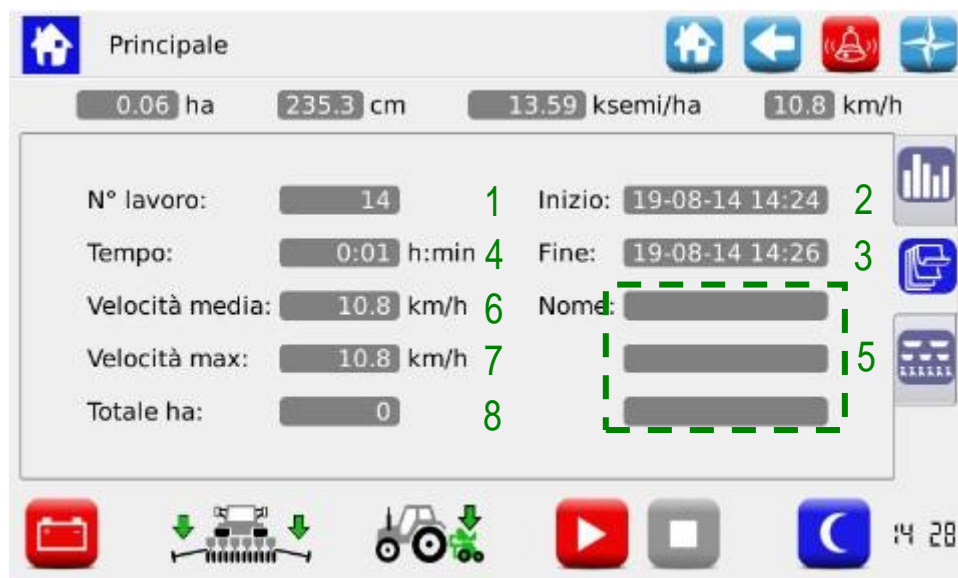 Principale
0.06 ha 235.3 cm 13.59 ksemi/ha 10.8 km/h
N° lavoro: 14 1 Inizio: 19-08-14 14:24 2
Tempo: 0:01 h:min 4 Fine: 19-08-14 14:26 3
Velocità media: 10.8 km/h 6 Nome:
Velocità max: 10.8 km/h 7 5
Totale ha: 0 8
14 28